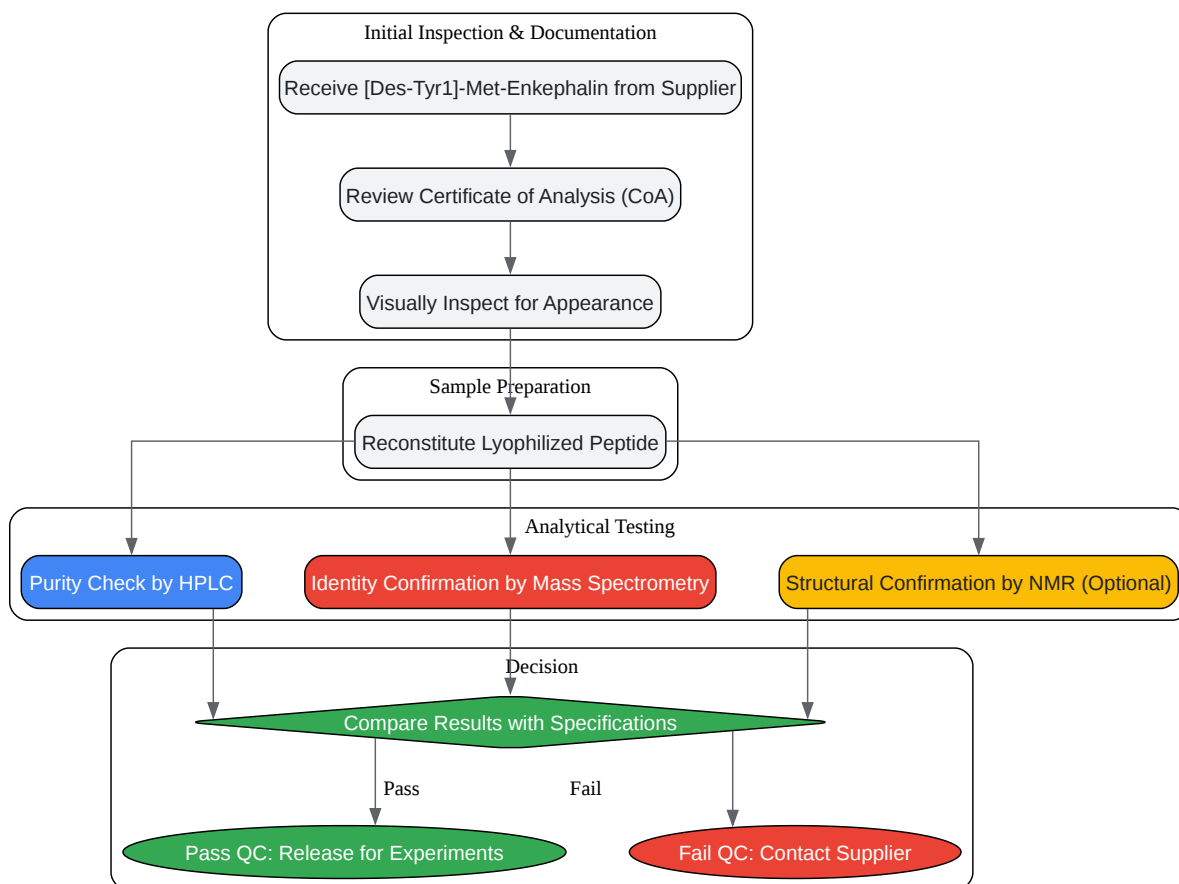 Initial Inspection & Documentation
Receive [Des-Tyr1]-Met-Enkephalin from Supplier
Review Certificate of Analysis (CoA)
Visually Inspect for Appearance
Sample Preparation
Reconstitute Lyophilized Peptide
Analytical Testing
Purity Check by HPLC
Identity Confirmation by Mass Spectrometry
Structural Confirmation by NMR (Optional)
Decision
Compare Results with Specifications
Pass
Fail
Pass QC: Release for Experiments
Fail QC: Contact Supplier